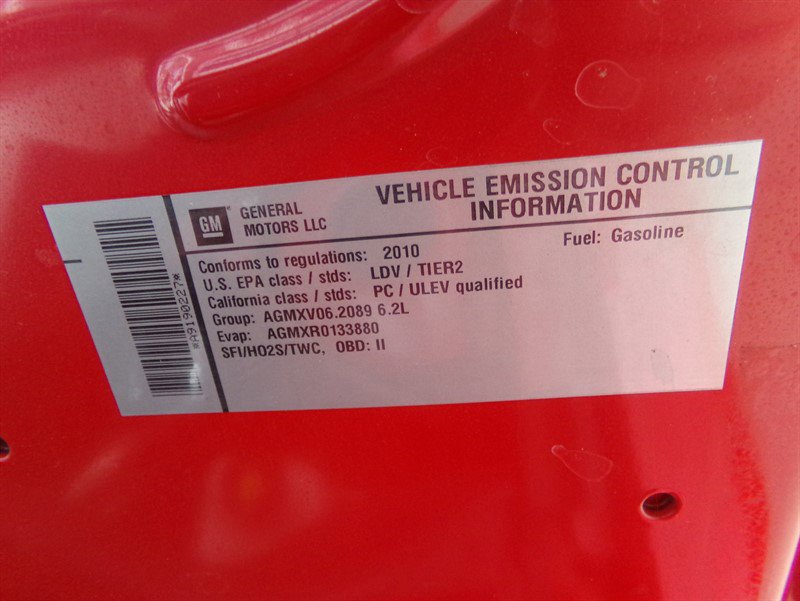 GM
GENERAL
MOTORS LLC
VEHICLE EMISSION CONTROL
INFORMATION
Conforms to regulations: 2010
Fuel: Gasoline
U.S. EPA class / stds: LDV / TIER2
California class / stds: PC / ULEV qualified
Group: AGMXV06.2089 6.2L
Evap: AGMXR0133880
SFI/HO2S/TWC, OBD: II
*A9190227*